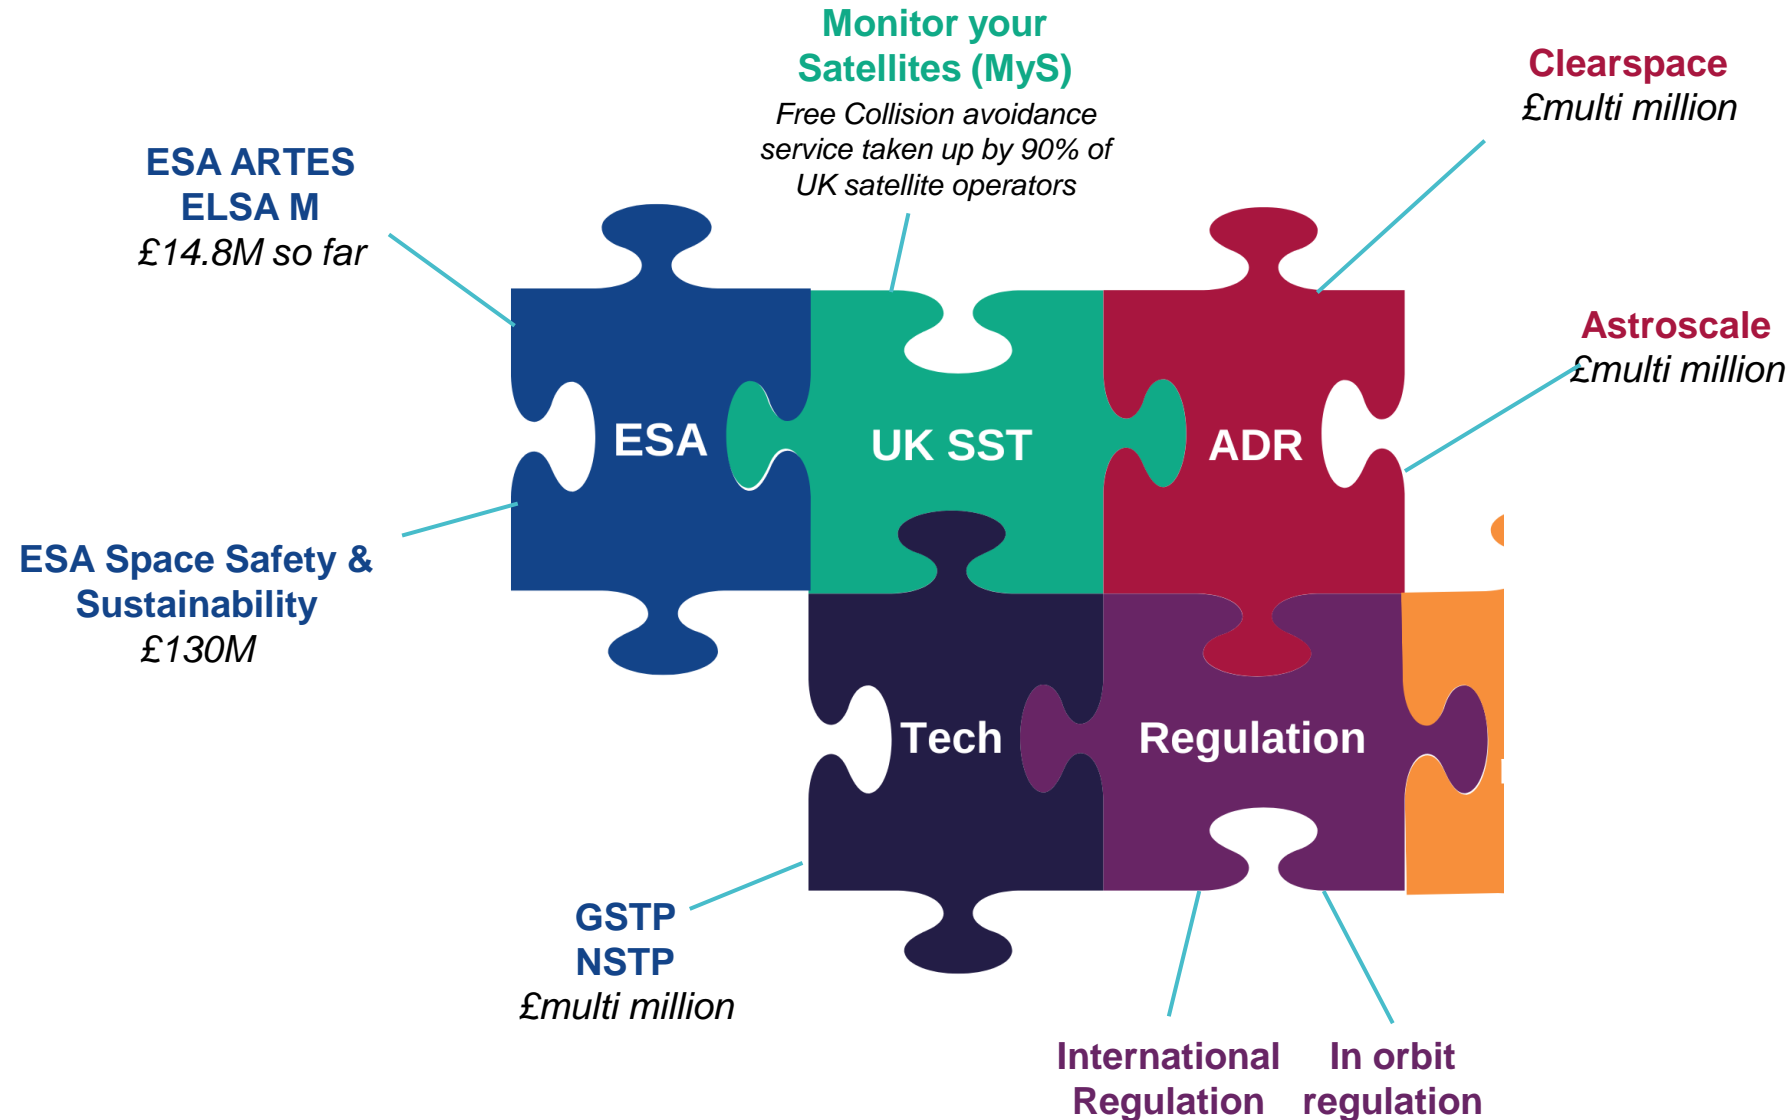 Monitor your
Satellites (MyS)
Free Collision avoidance
service taken up by 90% of
UK satellite operators
Clearspace
£multi million
ESA ARTES
ELSA M
£14.8M so far
Astroscale
£multi million
ESA
UK SST
ADR
ESA Space Safety &
Sustainability
£130M
Tech
Regulation
GSTP
NSTP
£multi million
International
Regulation
In orbit
regulation